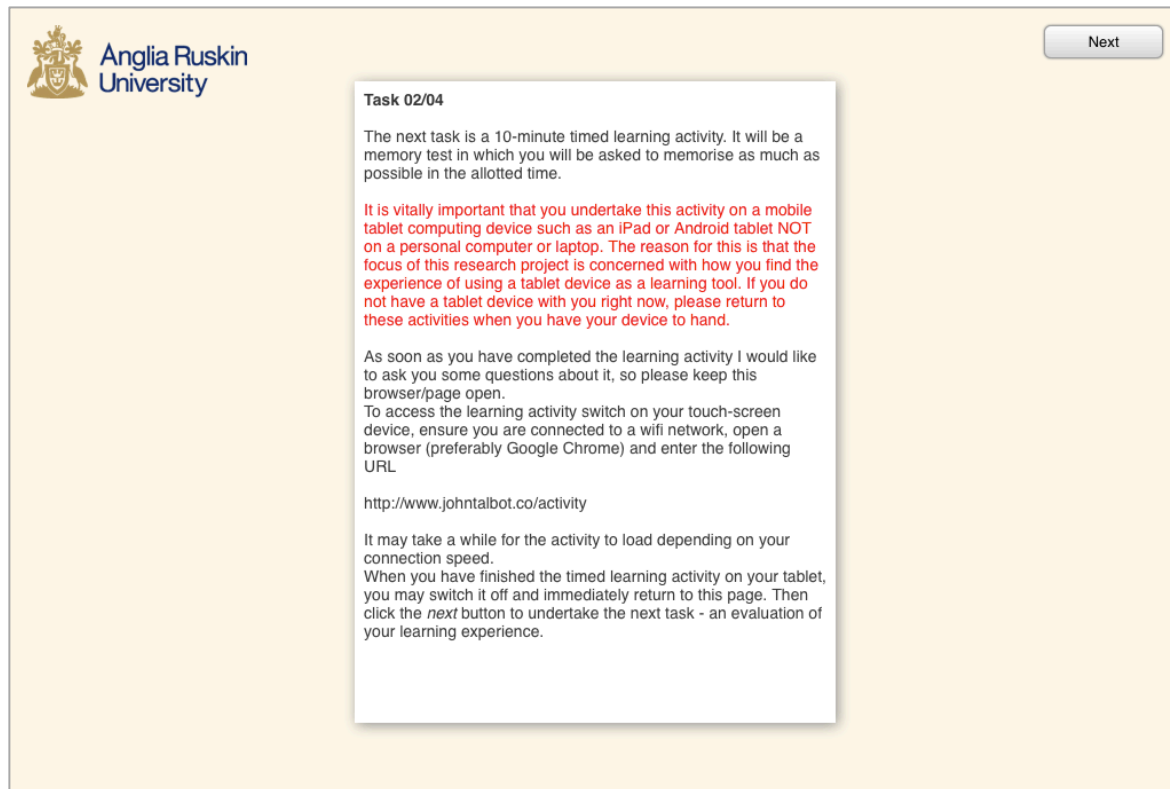 Anglia Ruskin
University
Next
Task 02/04
The next task is a 10-minute timed learning activity. It will be a
memory test in which you will be asked to memorise as much as
possible in the allotted time.
It is vitally important that you undertake this activity on a mobile
tablet computing device such as an iPad or Android tablet NOT
on a personal computer or laptop. The reason for this is that the
focus of this research project is concerned with how you find the
experience of using a tablet device as a learning tool. If you do
not have a tablet device with you right now, please return to
these activities when you have your device to hand.
As soon as you have completed the learning activity I would like
to ask you some questions about it, so please keep this
browser/page open.
To access the learning activity switch on your touch-screen
device, ensure you are connected to a wifi network, open a
browser (preferably Google Chrome) and enter the following
URL
http://www.johntalbot.co/activity
It may take a while for the activity to load depending on your
connection speed.
When you have finished the timed learning activity on your tablet,
you may switch it off and immediately return to this page. Then
click the next button to undertake the next task - an evaluation of
your learning experience.